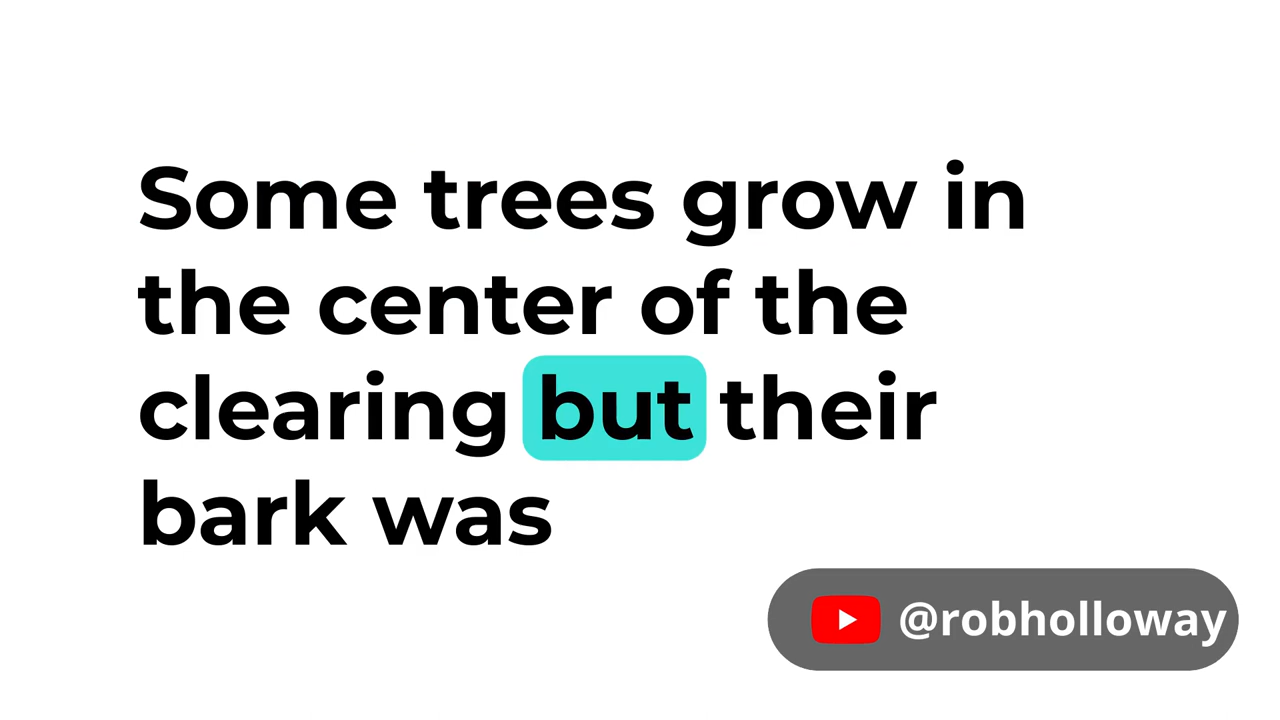 Some trees grow in
the center of the
clearing but their
bark was
@robholloway